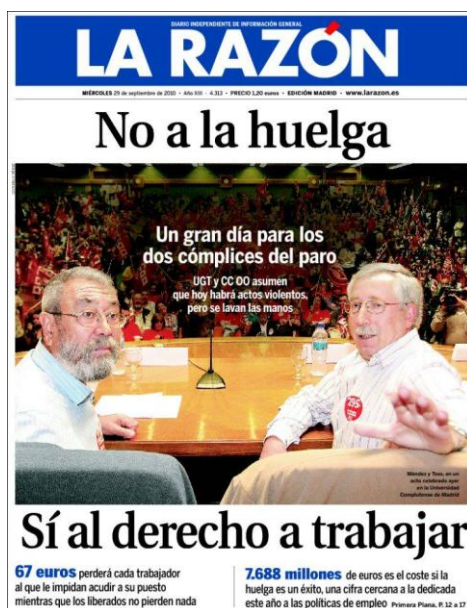 DIARIO INDEPENDIENTE DE INFORMACIÓN GENERAL
LA RAZÓN
MIÉRCOLES 29 de septiembre de 2010 • Año XIII • 4.313 • PRECIO 1,20 euros • EDICIÓN MADRID • www.larazon.es
No a la huelga
Un gran día para los
dos cómplices del paro
UGT y CC OO asumen
que hoy habrá actos violentos,
pero se lavan las manos
Méndez y Toxo, en un
acto celebrado ayer
en la Universidad
Complutense de Madrid
Sí al derecho a trabajar
67 euros perderá cada trabajador
al que le impidan acudir a su puesto
mientras que los liberados no pierden nada
7.688 millones de euros es el coste si la
huelga es un éxito, una cifra cercana a la dedicada
este año a las políticas de empleo Primera Plana, P. 12 a 17